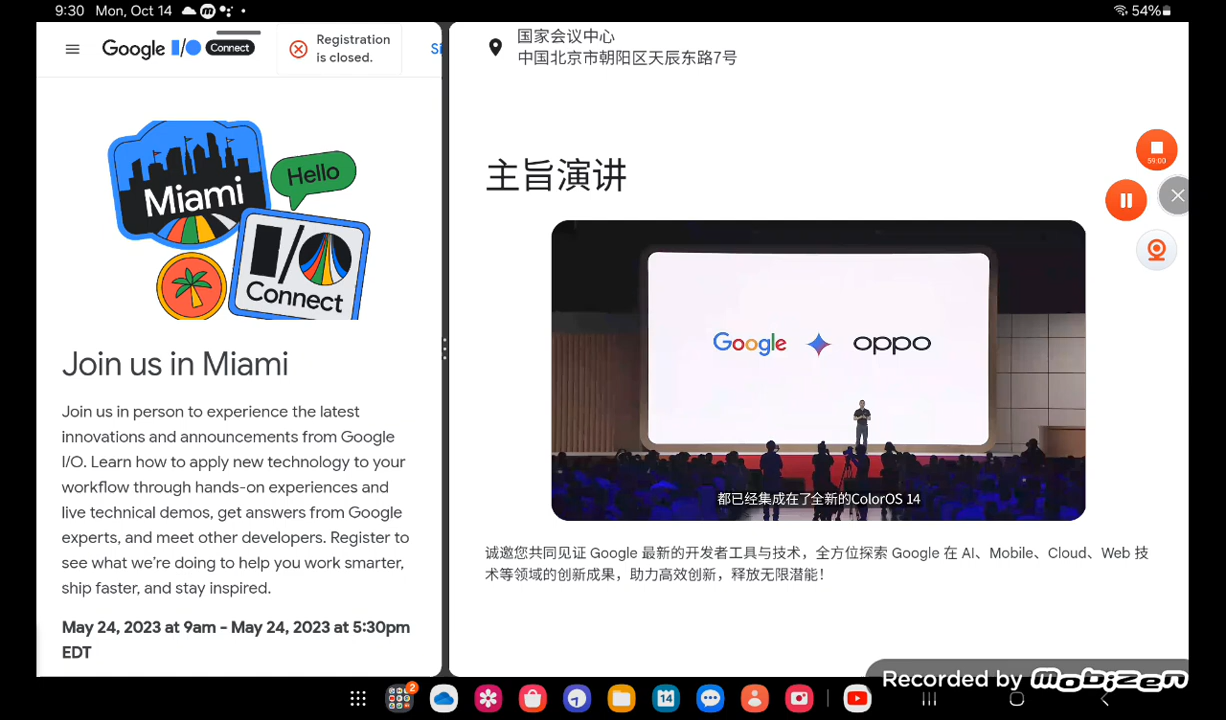 9:30 Mon, Oct 14
54%
Google I/O Connect
Registration
is closed.
Si
Miami
Hello
I/O
Connect
Join us in Miami
Join us in person to experience the latest
innovations and announcements from Google
I/O. Learn how to apply new technology to your
workflow through hands-on experiences and
live technical demos, get answers from Google
experts, and meet other developers. Register to
see what we're doing to help you work smarter,
ship faster, and stay inspired.
May 24, 2023 at 9am - May 24, 2023 at 5:30pm
EDT
国家会议中心
中国北京市朝阳区天辰东路7号
主旨演讲
Google oppo
都已经集成在了全新的ColorOS 14
诚邀您共同见证 Google 最新的开发者工具与技术，全方位探索 Google 在 AI、Mobile、Cloud、Web 技
术等领域的创新成果，助力高效创新，释放无限潜能！
59:00
Recorded by mobizen
2
14